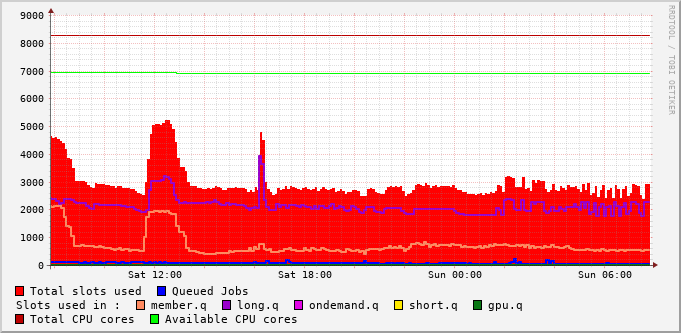 9000
8000
7000
6000
5000
4000
3000
2000
1000
0
Sat 12:00 Sat 18:00 Sun 00:00 Sun 06:00
RRDTOOL / TOBI OETIKER
Total slots used Queued Jobs
Slots used in : member.q long.q ondemand.q short.q gpu.q
Total CPU cores Available CPU cores